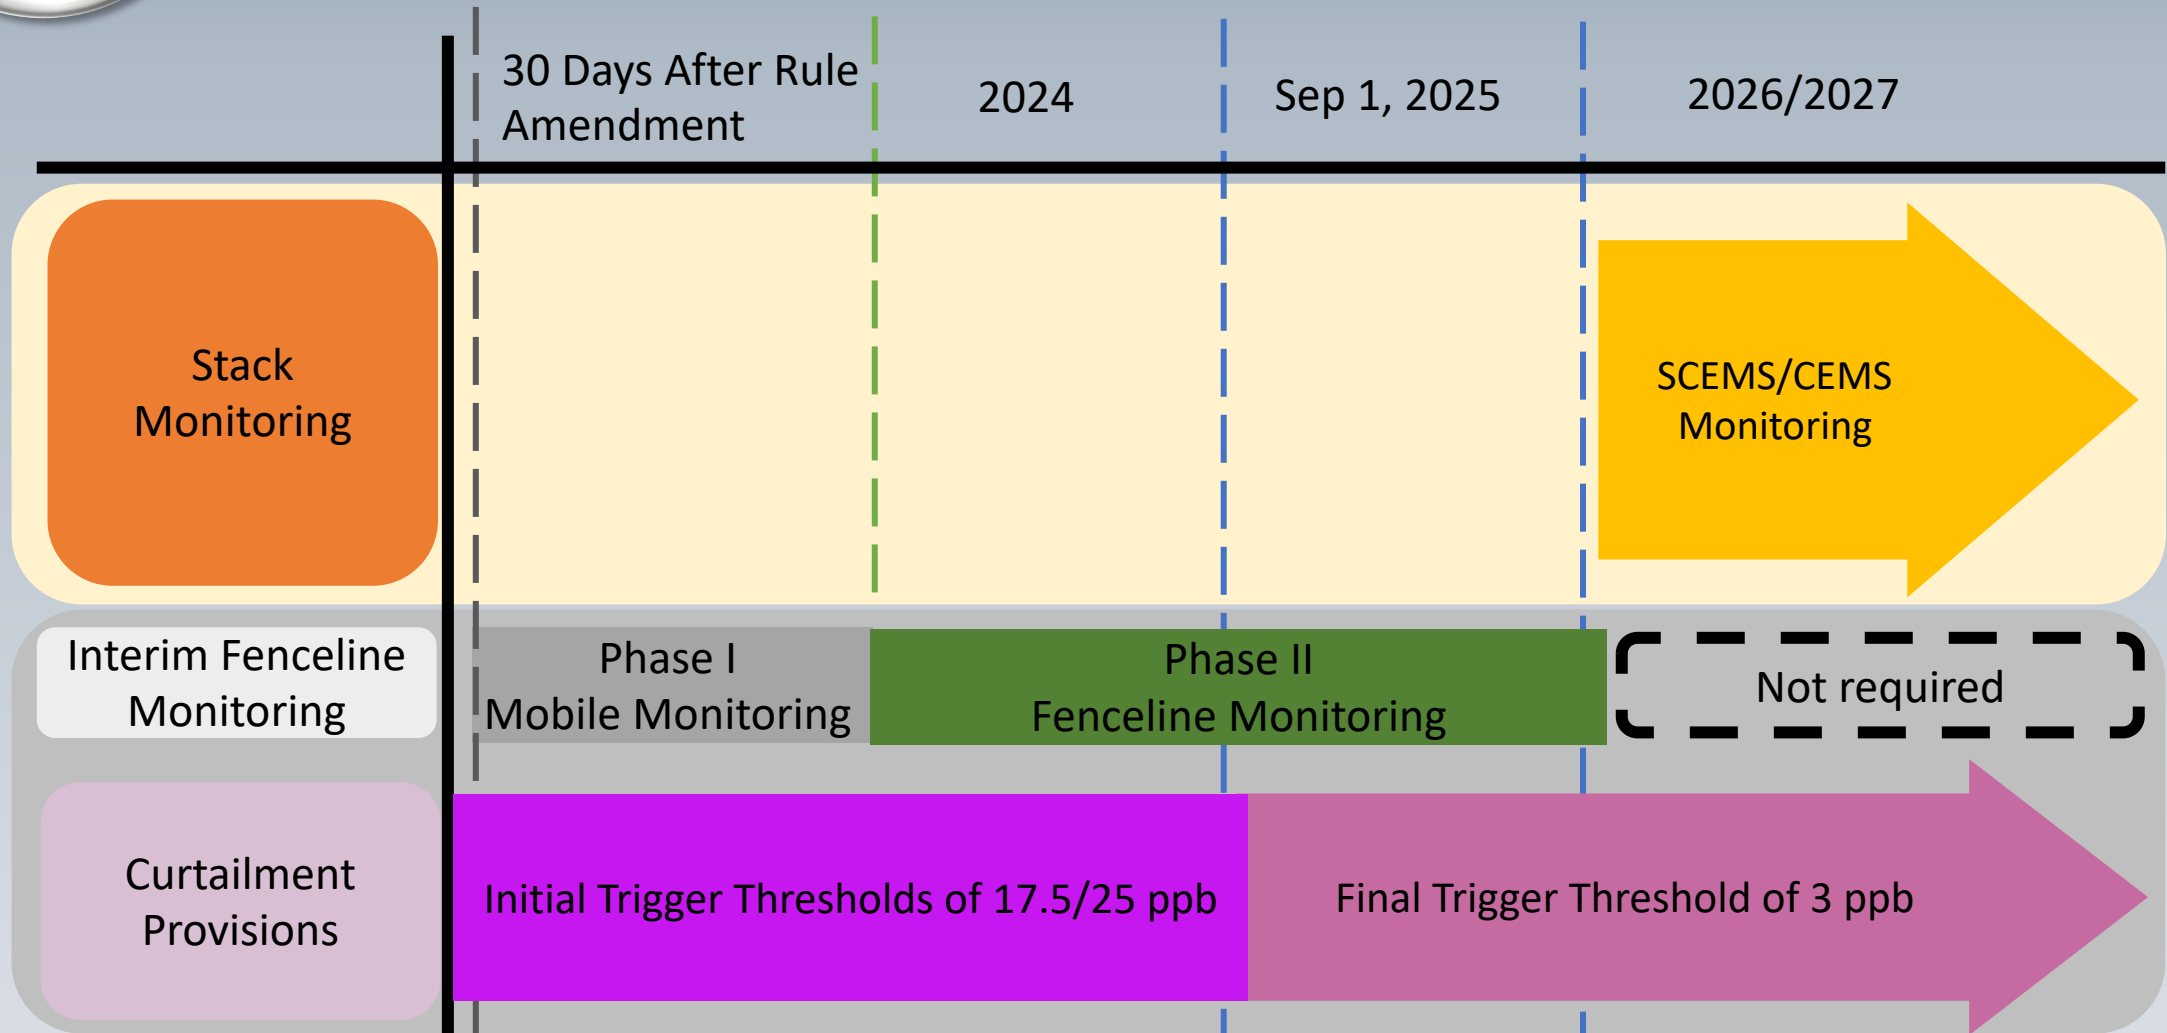 30 Days After Rule
Amendment
2024
Sep 1, 2025
2026/2027
Stack
Monitoring
SCEMS/CEMS
Monitoring
Interim Fenceline
Monitoring
Phase I
Mobile Monitoring
Phase II
Fenceline Monitoring
Not required
Curtailment
Provisions
Initial Trigger Thresholds of 17.5/25 ppb
Final Trigger Threshold of 3 ppb